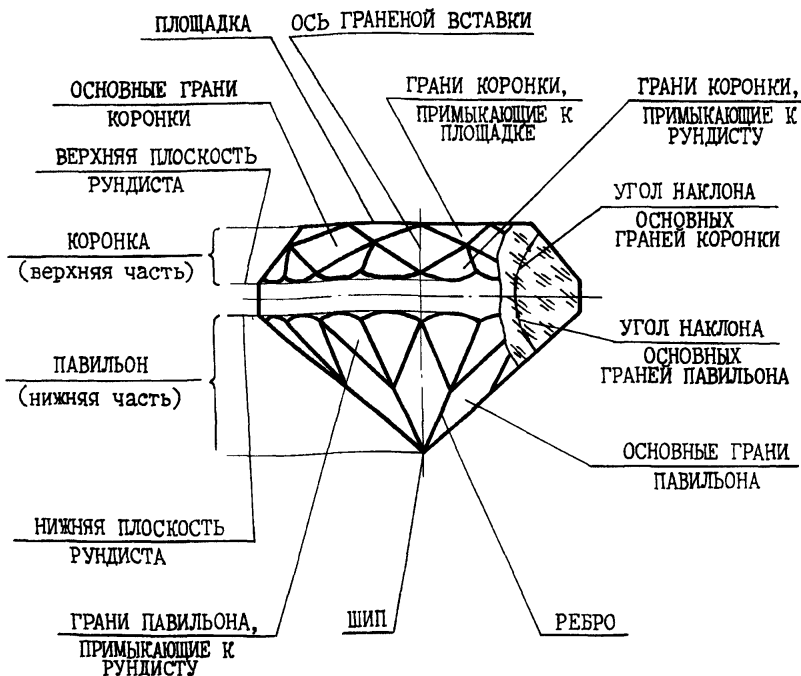 ПЛОЩАДКА
ОСЬ ГРАНЕНОЙ ВСТАВКИ
ОСНОВНЫЕ ГРАНИ
КОРОНКИ
ГРАНИ КОРОНКИ,
ПРИМЫКАЮЩИЕ К
ПЛОЩАДКЕ
ГРАНИ КОРОНКИ,
ПРИМЫКАЮЩИЕ К
РУНДИСТУ
ВЕРХНЯЯ ПЛОСКОСТЬ
РУНДИСТА
УГОЛ НАКЛОНА
ОСНОВНЫХ
ГРАНЕЙ КОРОНКИ
КОРОНКА
(верхняя часть)
УГОЛ НАКЛОНА
ОСНОВНЫХ
ГРАНЕЙ ПАВИЛЬОНА
ПАВИЛЬОН
(нижняя часть)
ОСНОВНЫЕ ГРАНИ
ПАВИЛЬОНА
НИЖНЯЯ ПЛОСКОСТЬ
РУНДИСТА
ГРАНИ ПАВИЛЬОНА,
ПРИМЫКАЮЩИЕ К
РУНДИСТУ
ШИП
РЕБРО